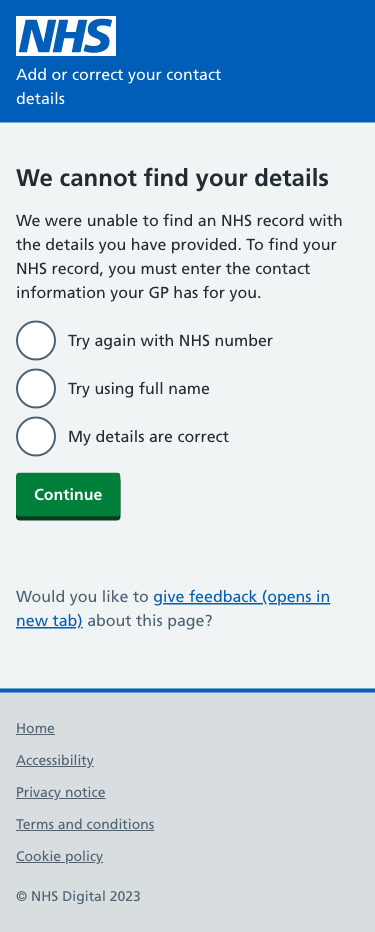 NHS
Add or correct your contact
details
We cannot find your details
We were unable to find an NHS record with
the details you have provided. To find your
NHS record, you must enter the contact
information your GP has for you.
Try again with NHS number
Try using full name
My details are correct
Continue
Would you like to give feedback (opens in
new tab) about this page?
Home
Accessibility
Privacy notice
Terms and conditions
Cookie policy
© NHS Digital 2023